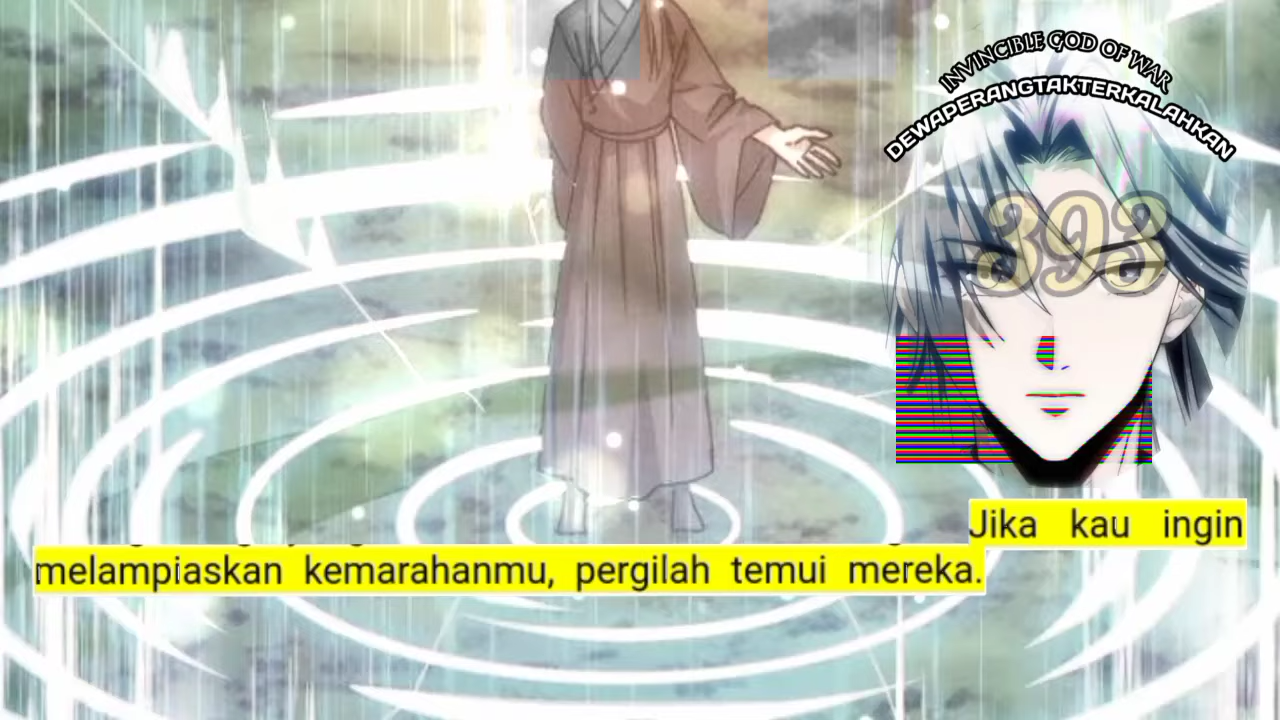 INVINCIBLE GOD OF WAR
DEWAPERANGTAKTERKALAHKAN
393
Jika kau ingin
melampiaskan kemarahanmu, pergilah temui mereka.